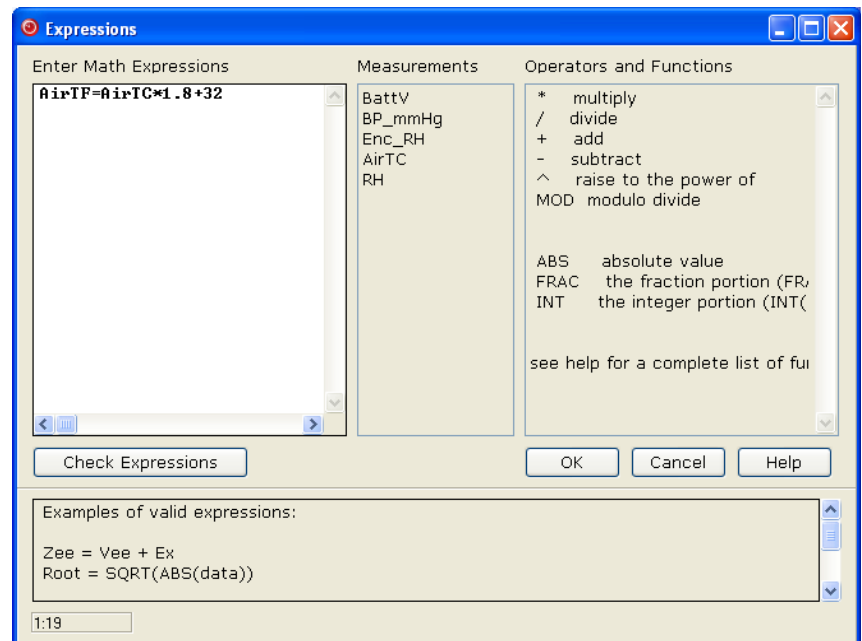 Expressions
Enter Math Expressions
AirTF=AirTC*1.8+32
Measurements
BattV
BP_mmHg
Enc_RH
AirTC
RH
Operators and Functions
* multiply
/ divide
+ add
- subtract
^ raise to the power of
MOD modulo divide
ABS absolute value
FRAC the fraction portion (FR
INT the integer portion (INT(
see help for a complete list of
Check Expressions
OK Cancel Help
Examples of valid expressions:
Zee = Vee + Ex
Root = SQRT(ABS(data))
1:19